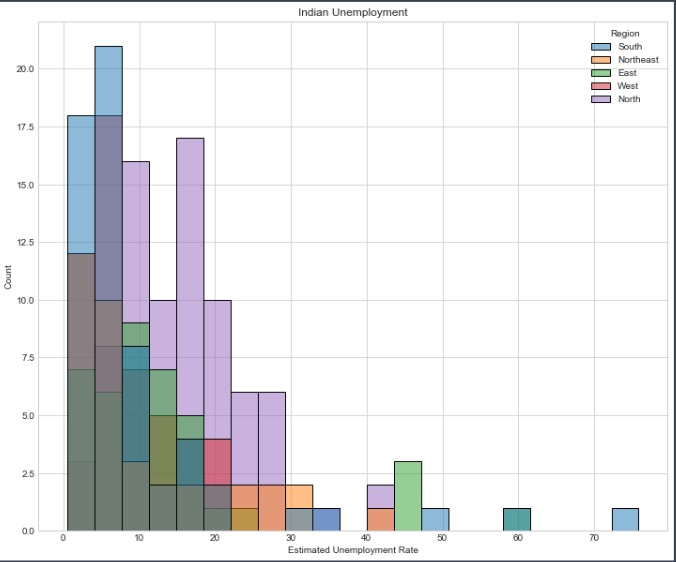 Indian Unemployment
Region
South
Northeast
East
West
North
20.0
17.5
15.0
12.5
10.0
7.5
5.0
2.5
0.0
Count
0 10 20 30 40 50 60 70
Estimated Unemployment Rate